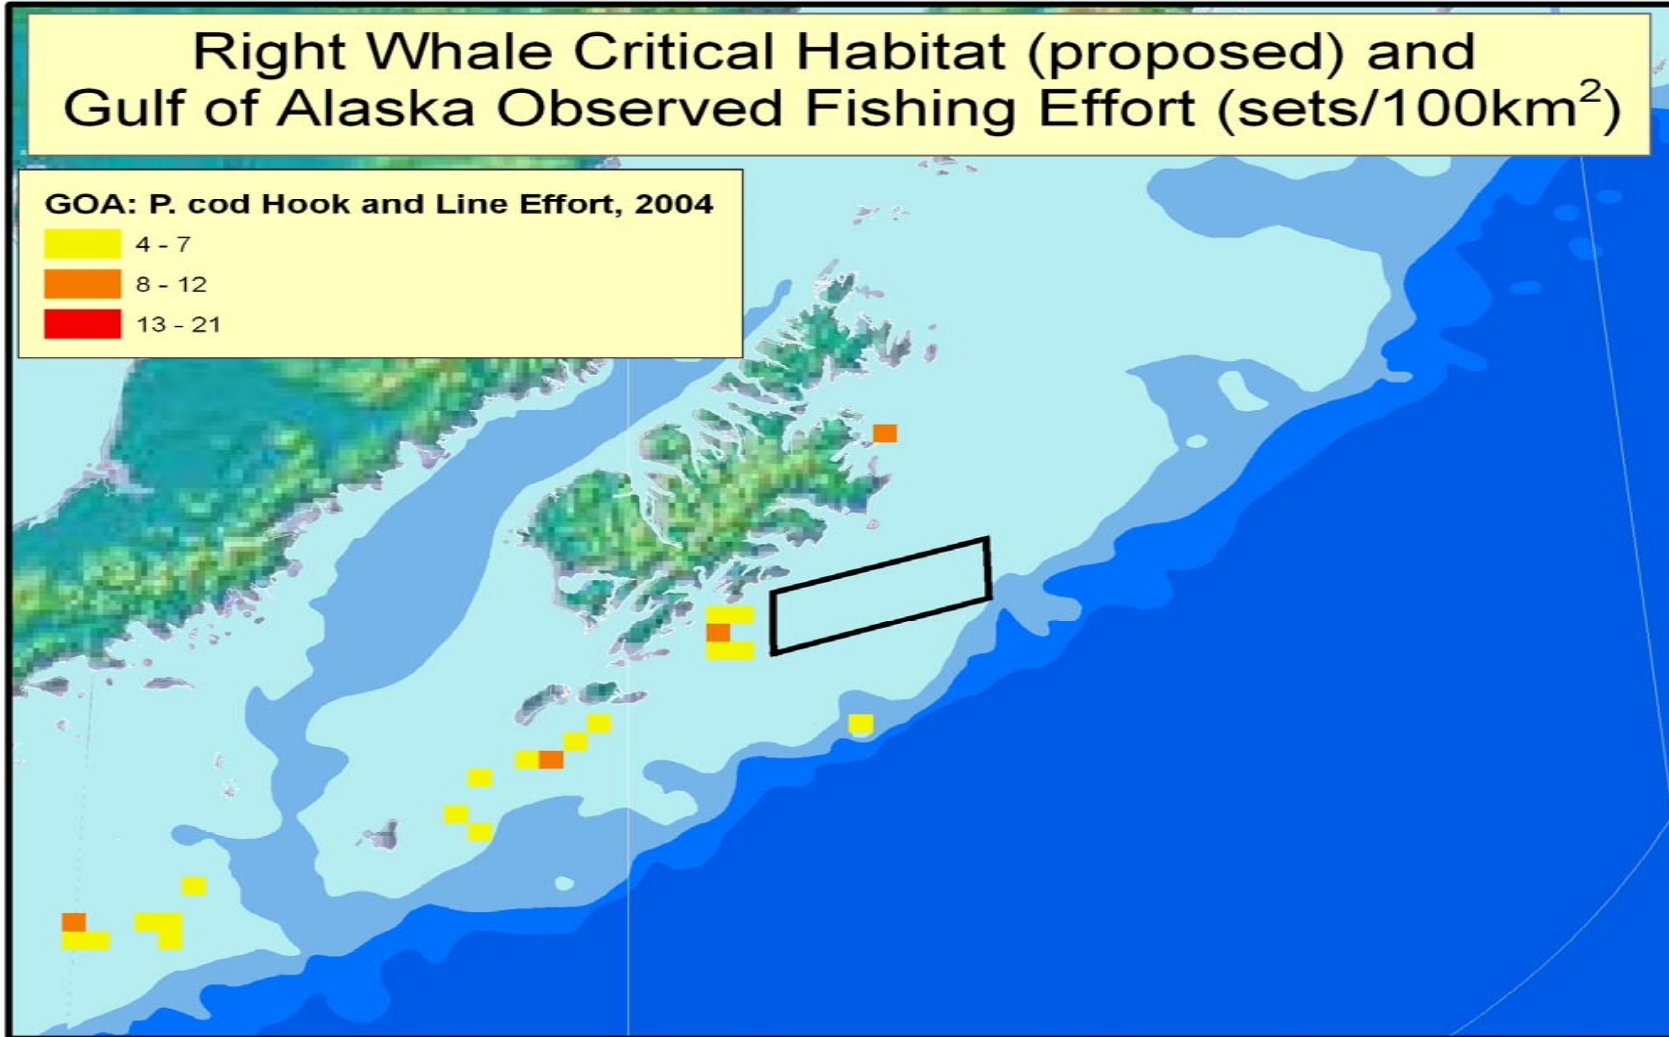 Right Whale Critical Habitat (proposed) and
Gulf of Alaska Observed Fishing Effort (sets/100km²)
GOA: P. cod Hook and Line Effort, 2004
4 - 7
8 - 12
13 - 21